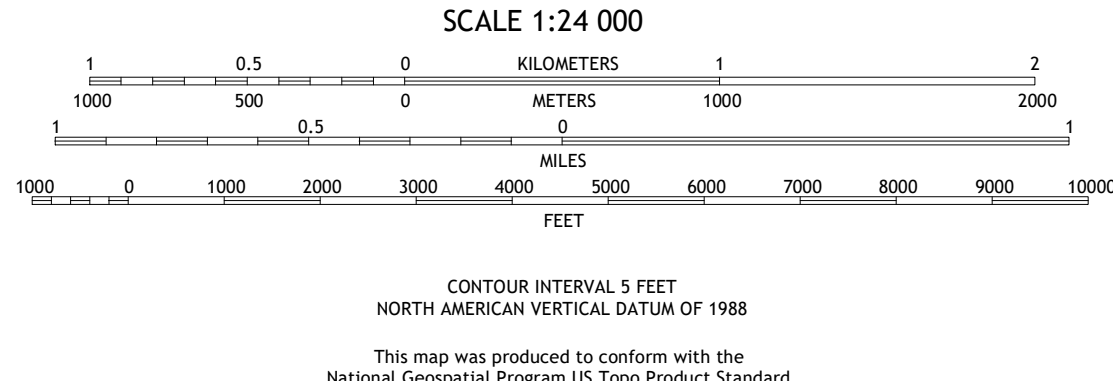 SCALE 1:24 000
1 0.5 0 KILOMETERS 1 2
1000 500 0 METERS 1000 2000
1 0.5 0 1
MILES
1000 0 1000 2000 3000 4000 5000 6000 7000 8000 9000 10000
FEET
CONTOUR INTERVAL 5 FEET
NORTH AMERICAN VERTICAL DATUM OF 1988
This map was produced to conform with the
National Geospatial Program US Topo Product Standard